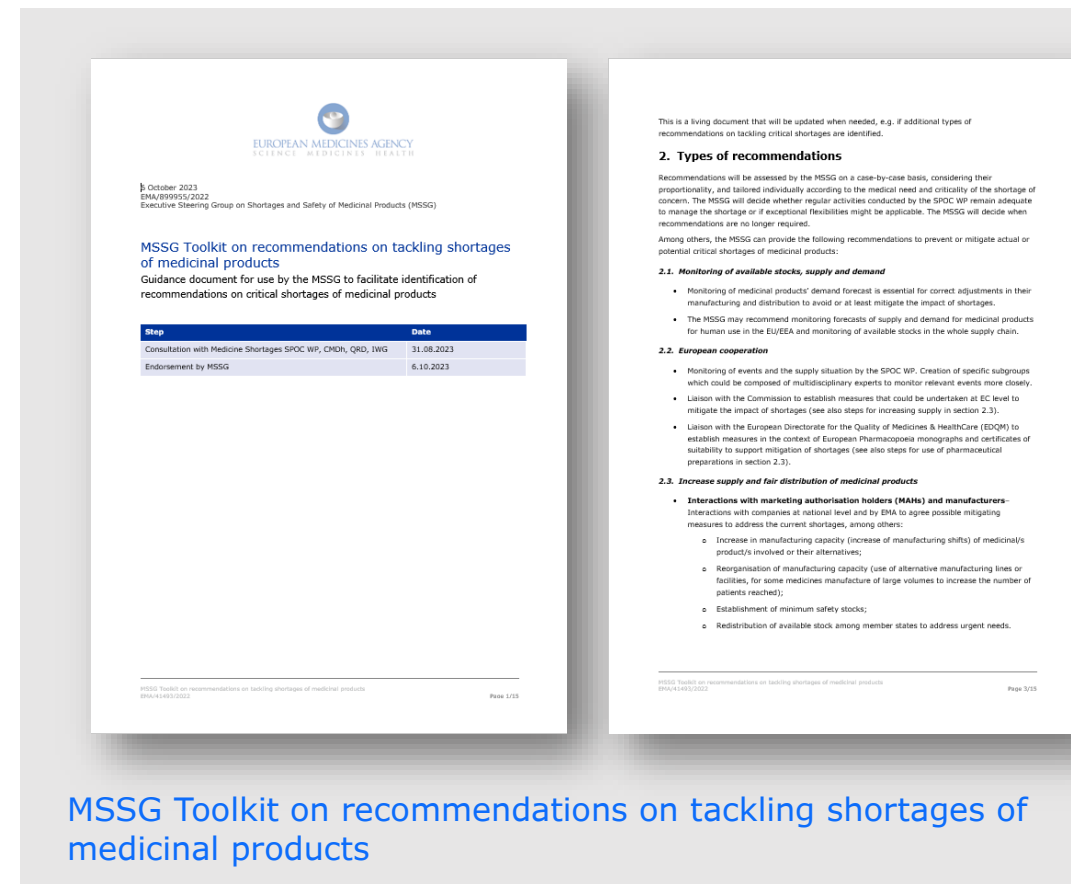 EUROPEAN MEDICINES AGENCY
SCIENCE MEDICINES HEALTH
6 October 2023
EMA/899955/2022
Executive Steering Group on Shortages and Safety of Medicinal Products (MSSG)
MSSG Toolkit on recommendations on tackling shortages
of medicinal products
Guidance document for use by the MSSG to facilitate identification of
recommendations on critical shortages of medicinal products
Step Date
Consultation with Medicine Shortages SPOC WP, CMDh, QRD, IWG 31.08.2023
Endorsement by MSSG 6.10.2023
MSSG Toolkit on recommendations on tackling shortages of medicinal products
EMA/41493/2022 Page 1/15
This is a living document that will be updated when needed, e.g. if additional types of
recommendations on tackling critical shortages are identified.
2. Types of recommendations
Recommendations will be assessed by the MSSG on a case-by-case basis, considering their
proportionality, and tailored individually according to the medical need and criticality of the shortage of
concern. The MSSG will decide whether regular activities conducted by the SPOC WP remain adequate
to manage the shortage or if exceptional flexibilities might be applicable. The MSSG will decide when
recommendations are no longer required.
Among others, the MSSG can provide the following recommendations to prevent or mitigate actual or
potential critical shortages of medicinal products:
2.1. Monitoring of available stocks, supply and demand
• Monitoring of medicinal products' demand forecast is essential for correct adjustments in their
manufacturing and distribution to avoid or at least mitigate the impact of shortages.
• The MSSG may recommend monitoring forecasts of supply and demand for medicinal products
for human use in the EU/EEA and monitoring of available stocks in the whole supply chain.
2.2. European cooperation
• Monitoring of events and the supply situation by the SPOC WP. Creation of specific subgroups
which could be composed of multidisciplinary experts to monitor relevant events more closely.
• Liaison with the Commission to establish measures that could be undertaken at EC level to
mitigate the impact of shortages (see also steps for increasing supply in section 2.3).
• Liaison with the European Directorate for the Quality of Medicines & HealthCare (EDQM) to
establish measures in the context of European Pharmacopoeia monographs and certificates of
suitability to support mitigation of shortages (see also steps for use of pharmaceutical
preparations in section 2.3).
2.3. Increase supply and fair distribution of medicinal products
• Interactions with marketing authorisation holders (MAHs) and manufacturers–
Interactions with companies at national level and by EMA to agree possible mitigating
measures to address the current shortages, among others:
o Increase in manufacturing capacity (increase of manufacturing shifts) of medicinal/s
product/s involved or their alternatives;
o Reorganisation of manufacturing capacity (use of alternative manufacturing lines or
facilities, for some medicines manufacture of large volumes to increase the number of
patients reached);
o Establishment of minimum safety stocks;
o Redistribution of available stock among member states to address urgent needs.
MSSG Toolkit on recommendations on tackling shortages of medicinal products
EMA/41493/2022 Page 3/15
MSSG Toolkit on recommendations on tackling shortages of
medicinal products